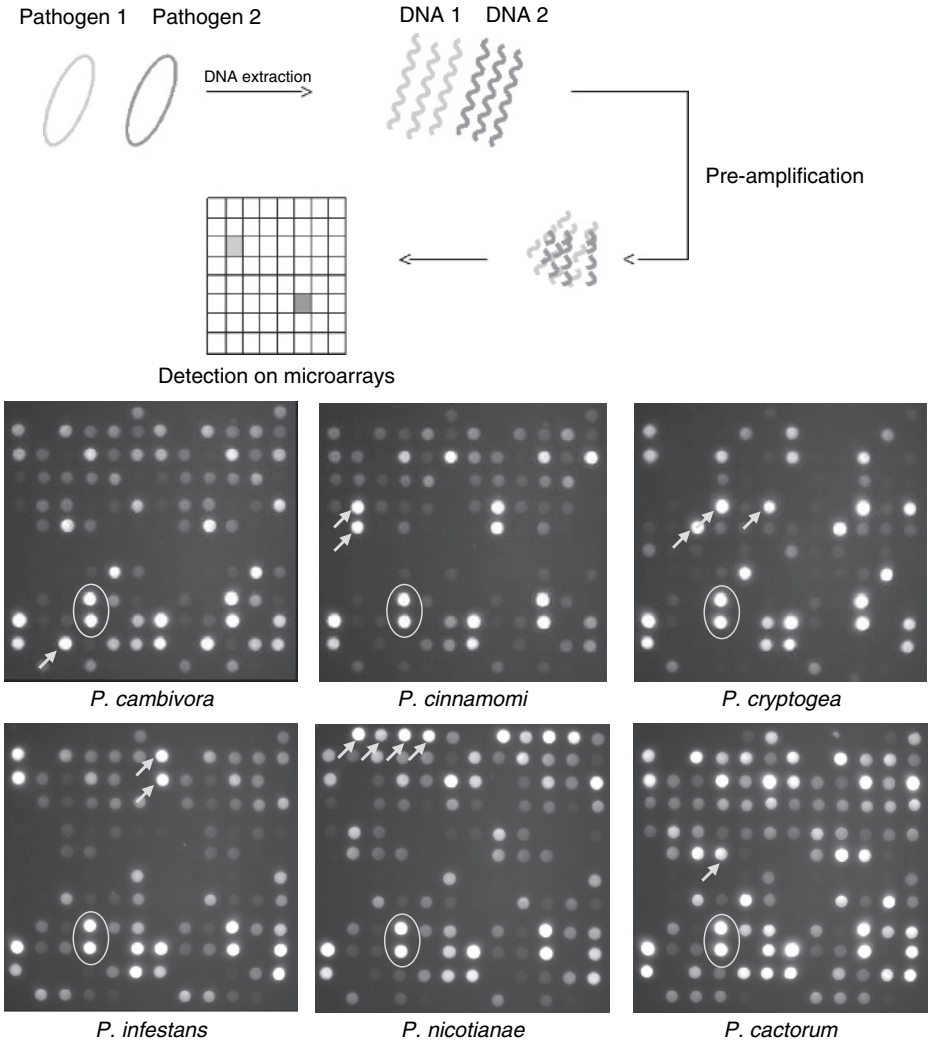 Pathogen 1 Pathogen 2
DNA 1 DNA 2
DNA extraction
Pre-amplification
Detection on microarrays
P. cambivora
P. cinnamomi
P. cryptogea
P. infestans
P. nicotianae
P. cactorum